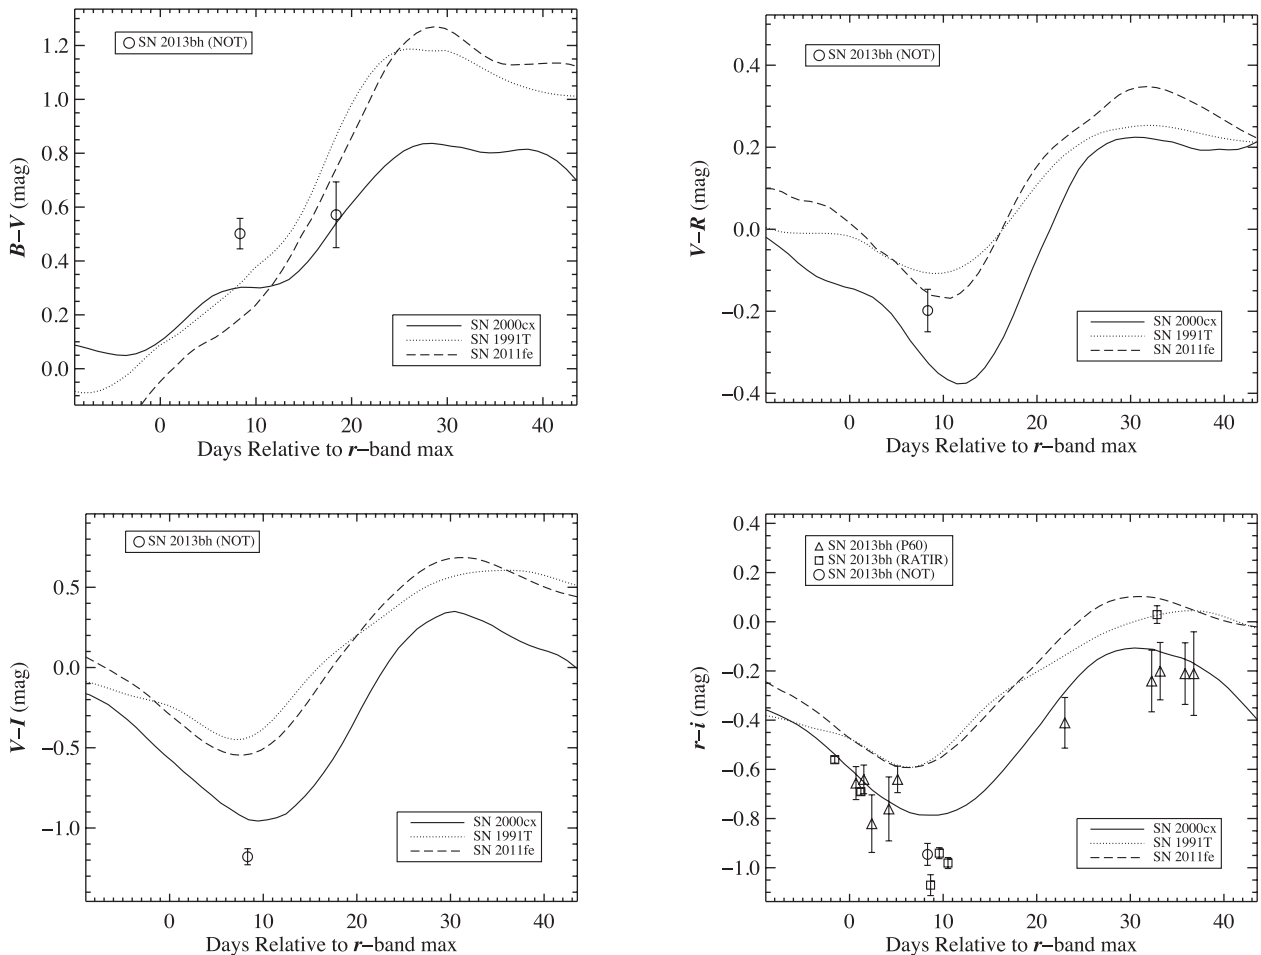 SN 2013bh (NOT)
1.2
1.0
0.8
0.6
0.4
0.2
0.0
B−V (mag)
SN 2000cx
SN 1991T
SN 2011fe
0 10 20 30 40
Days Relative to r−band max
SN 2013bh (NOT)
0.4
0.2
0.0
−0.2
−0.4
V−R (mag)
SN 2000cx
SN 1991T
SN 2011fe
0 10 20 30 40
Days Relative to r−band max
SN 2013bh (NOT)
0.5
0.0
−0.5
−1.0
V−I (mag)
SN 2000cx
SN 1991T
SN 2011fe
0 10 20 30 40
Days Relative to r−band max
SN 2013bh (P60)
SN 2013bh (RATIR)
SN 2013bh (NOT)
0.4
0.2
0.0
−0.2
−0.4
−0.6
−0.8
−1.0
r−i (mag)
SN 2000cx
SN 1991T
SN 2011fe
0 10 20 30 40
Days Relative to r−band max